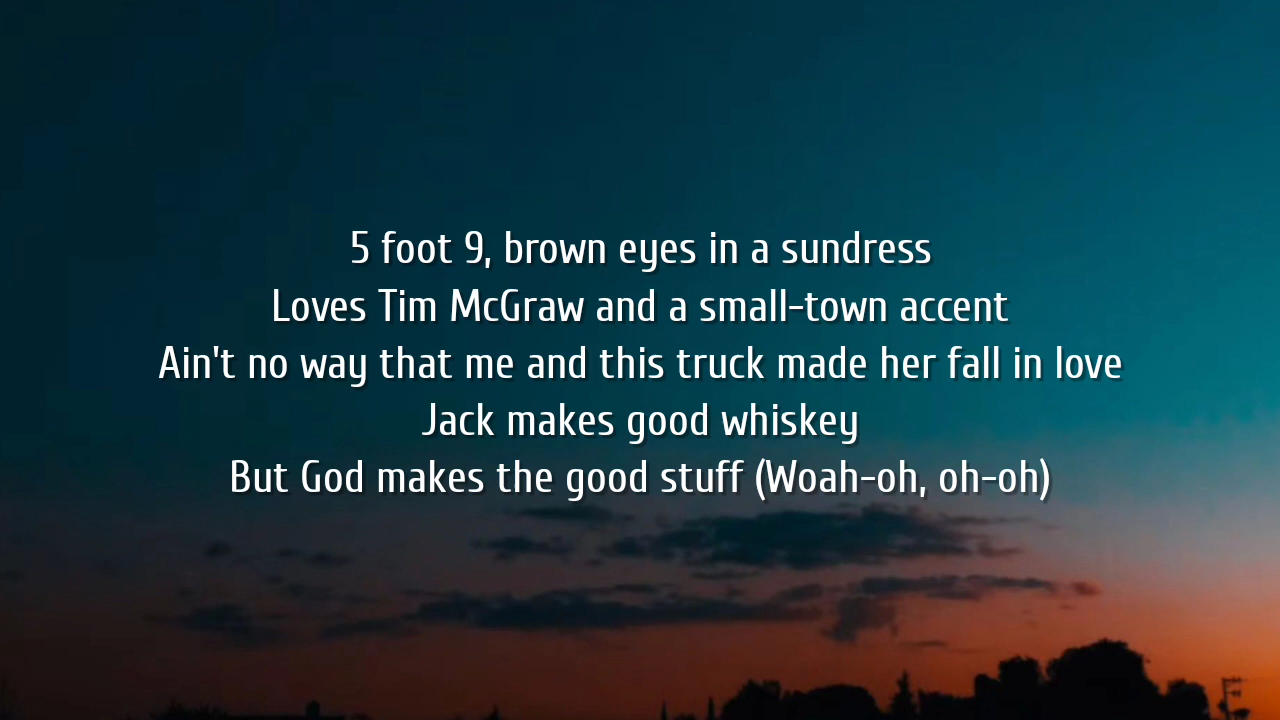 5 foot 9, brown eyes in a sundress
Loves Tim McGraw and a small-town accent
Ain't no way that me and this truck made her fall in love
Jack makes good whiskey
But God makes the good stuff (Woah-oh, oh-oh)